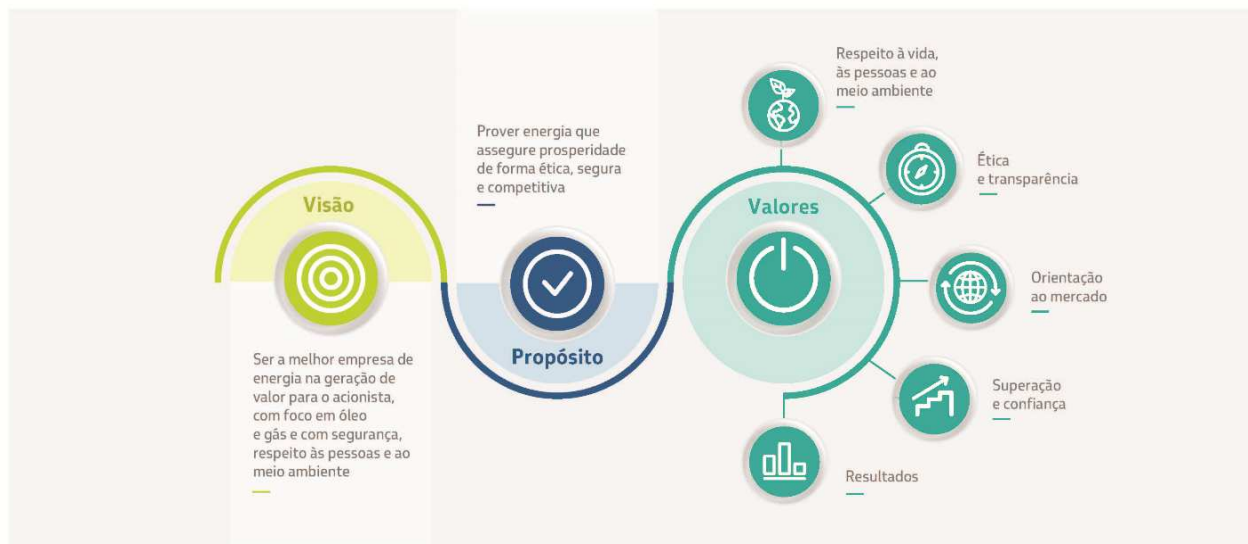 Visão
Ser a melhor empresa de
energia na geração de
valor para o acionista,
com foco em óleo
e gás e com segurança,
respeito às pessoas e ao
meio ambiente
Prover energia que
assegure prosperidade
de forma ética, segura
e competitiva
Propósito
Valores
Respeito à vida,
às pessoas e ao
meio ambiente
Ética
e transparência
Orientação
ao mercado
Superação
e confiança
Resultados